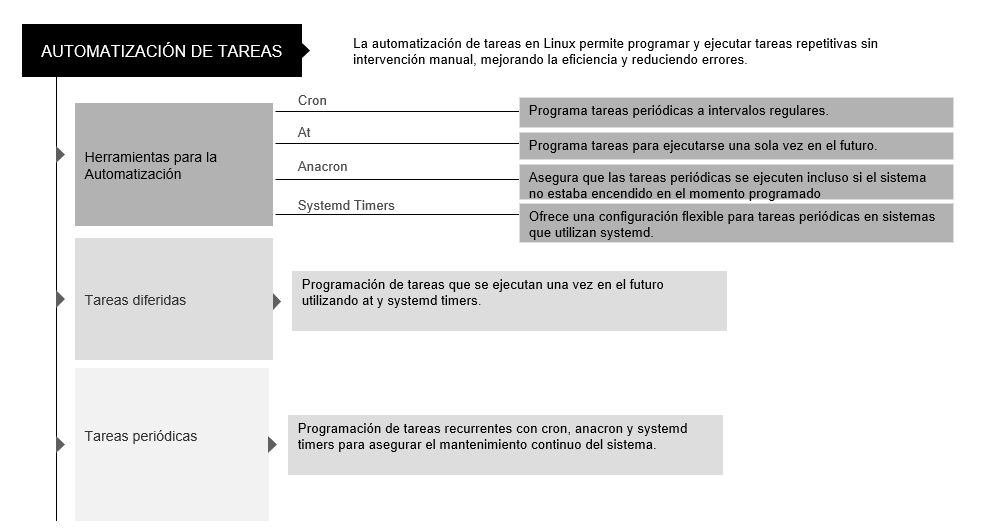 AUTOMATIZACIÓN DE TAREAS
La automatización de tareas en Linux permite programar y ejecutar tareas repetitivas sin
intervención manual, mejorando la eficiencia y reduciendo errores.
Herramientas para la
Automatización
Cron
Programa tareas periódicas a intervalos regulares.
At
Programa tareas para ejecutarse una sola vez en el futuro.
Anacron
Asegura que las tareas periódicas se ejecuten incluso si el sistema
no estaba encendido en el momento programado
Systemd Timers
Ofrece una configuración flexible para tareas periódicas en sistemas
que utilizan systemd.
Tareas diferidas
Programación de tareas que se ejecutan una vez en el futuro
utilizando at y systemd timers.
Tareas periódicas
Programación de tareas recurrentes con cron, anacron y systemd
timers para asegurar el mantenimiento continuo del sistema.